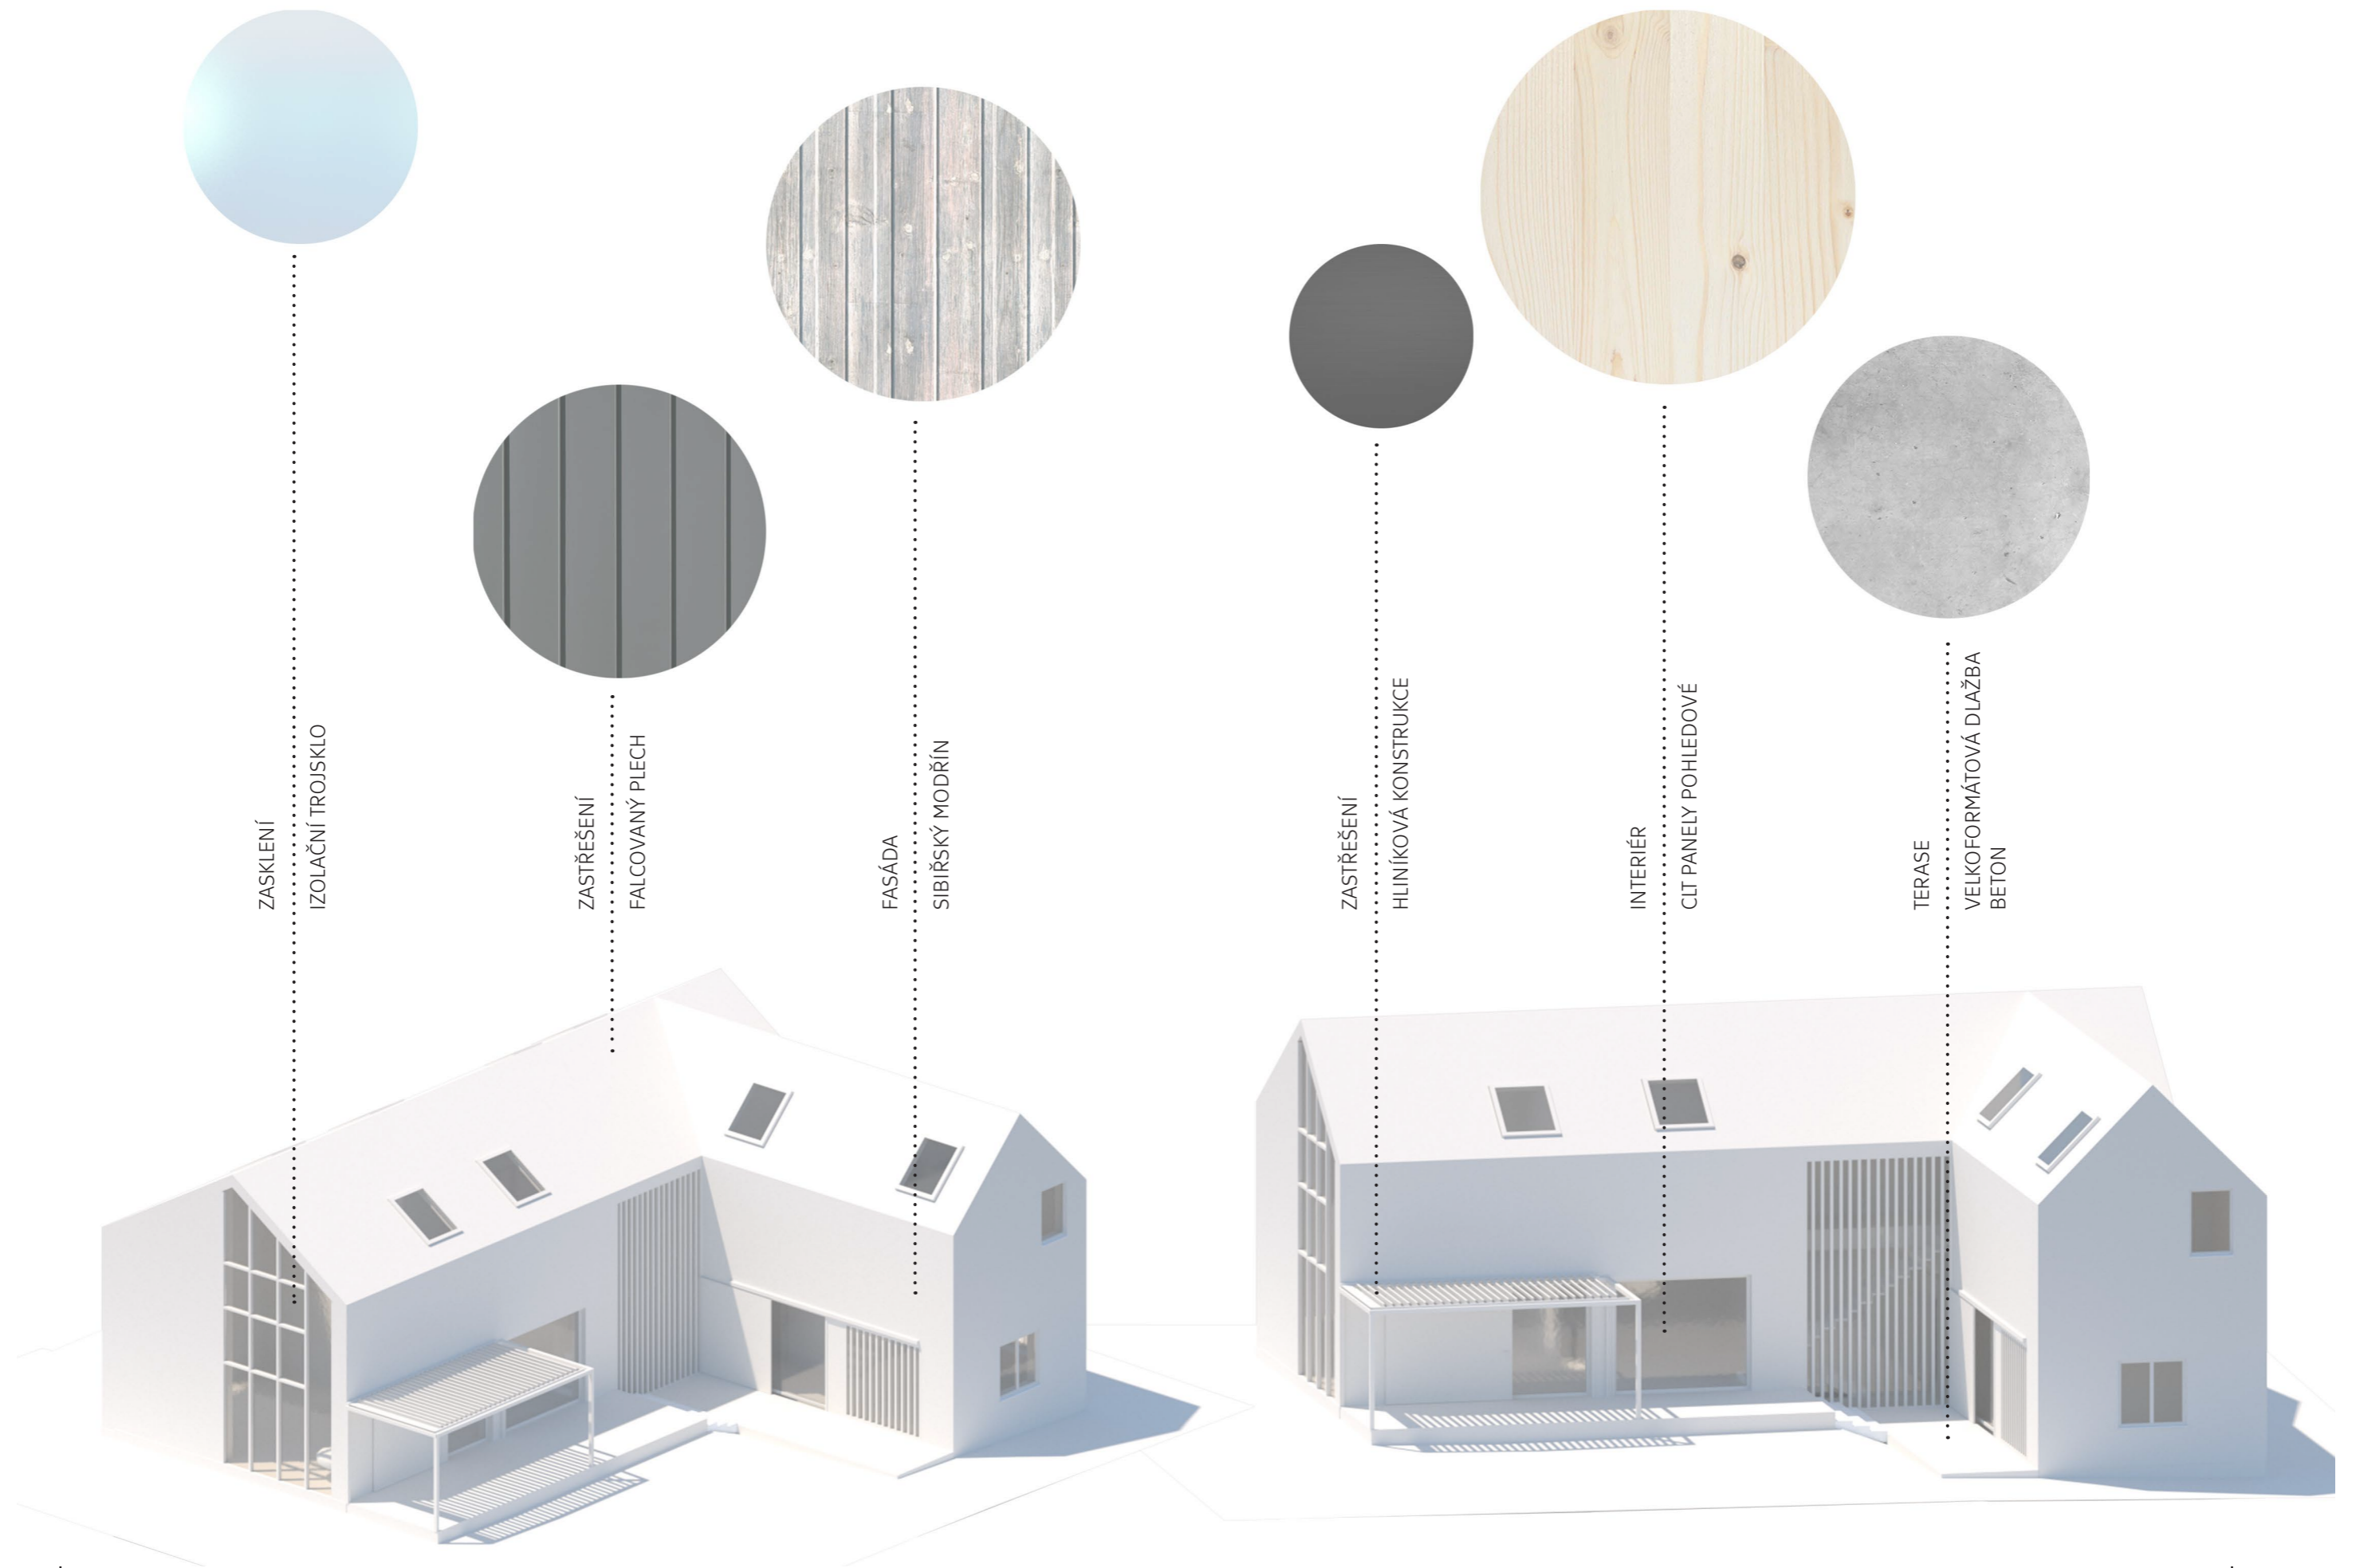 ZASKLENÍ
IZOLAČNÍ TROJSKLO
ZASTŘEŠENÍ
FALCOVANÝ PLECH
FASÁDA
SIBIŘSKÝ MODŘÍN
ZASTŘEŠENÍ
HLINÍKOVÁ KONSTRUKCE
INTERIÉR
CLT PANELY POHLEDOVÉ
TERASE
VELKOFORMÁTOVÁ DLAŽBA
BETON